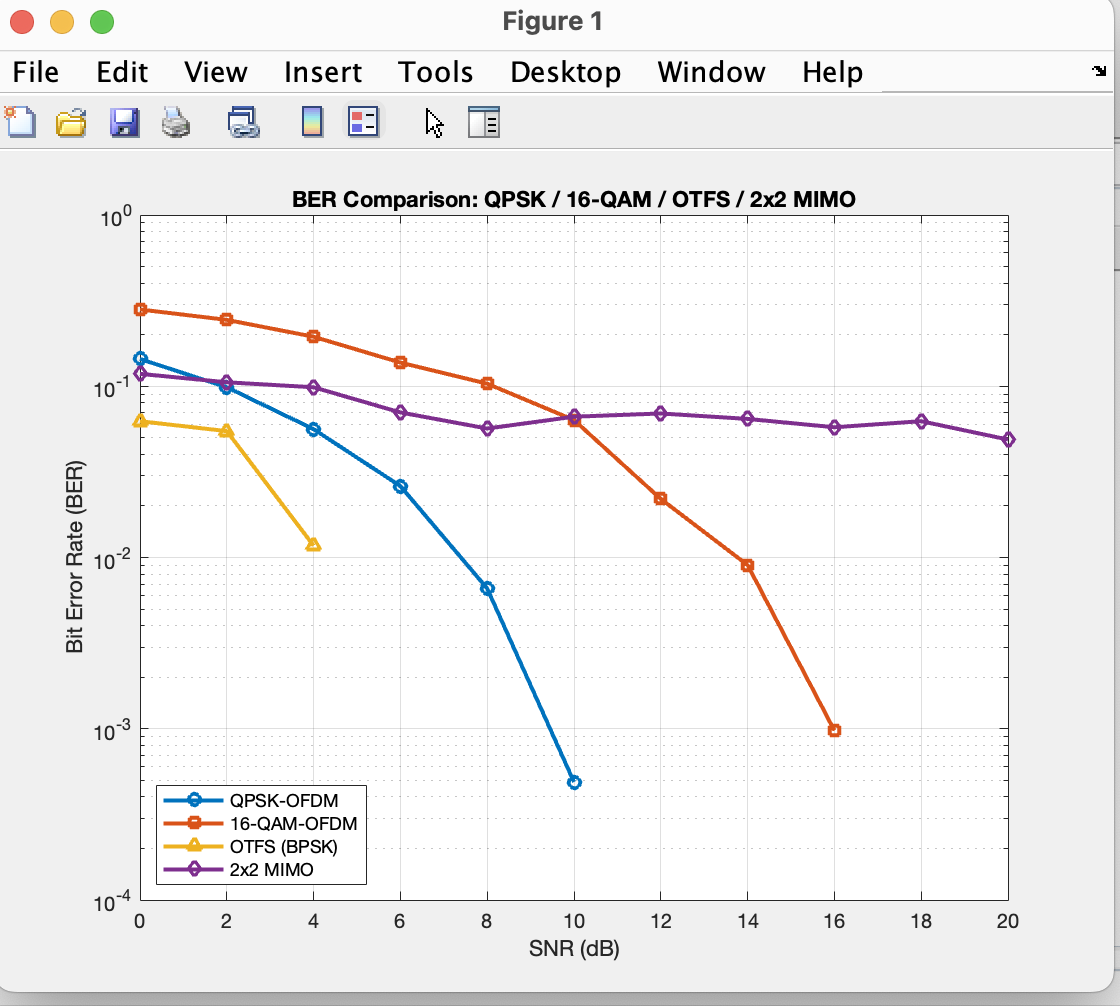 Figure 1
File Edit View Insert Tools Desktop Window Help
BER Comparison: QPSK / 16-QAM / OTFS / 2x2 MIMO
10^0
10^-1
10^-2
10^-3
10^-4
Bit Error Rate (BER)
QPSK-OFDM
16-QAM-OFDM
OTFS (BPSK)
2x2 MIMO
0 2 4 6 8 10 12 14 16 18 20
SNR (dB)